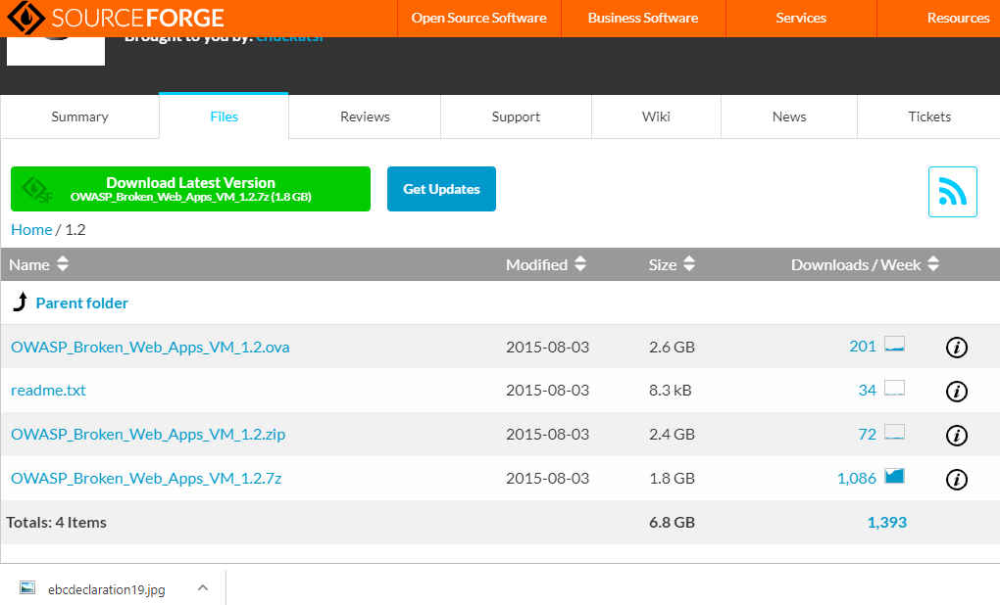 SOURCEFORGE
Open Source Software
Business Software
Services
Resources
Brought to you by: chuckatsf
Summary
Files
Reviews
Support
Wiki
News
Tickets
Download Latest Version
OWASP_Broken_Web_Apps_VM_1.2.7z (1.8 GB)
Get Updates
Home / 1.2
Name Modified Size Downloads / Week
Parent folder
OWASP_Broken_Web_Apps_VM_1.2.ova 2015-08-03 2.6 GB 201
readme.txt 2015-08-03 8.3 kB 34
OWASP_Broken_Web_Apps_VM_1.2.zip 2015-08-03 2.4 GB 72
OWASP_Broken_Web_Apps_VM_1.2.7z 2015-08-03 1.8 GB 1,086
Totals: 4 Items 6.8 GB 1,393
ebcdeclaration19.jpg